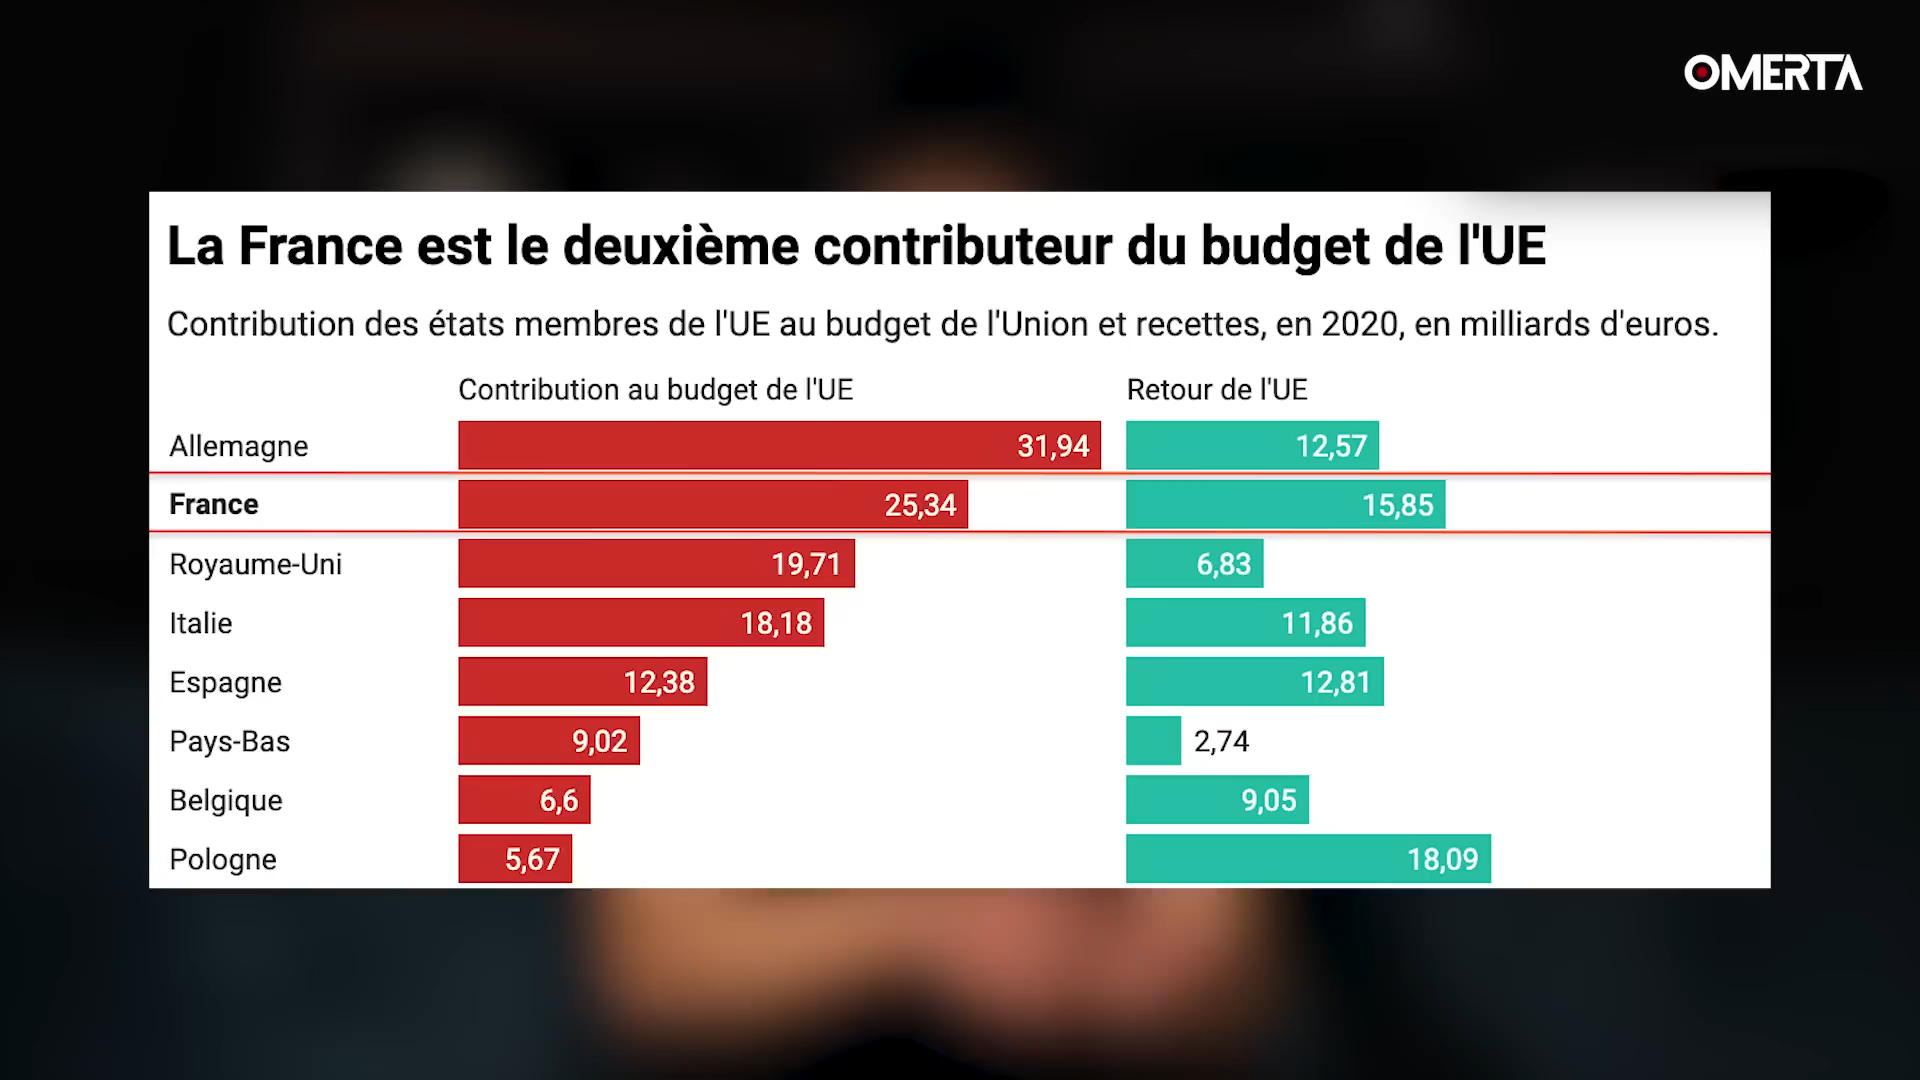 OMERTA
La France est le deuxième contributeur du budget de l'UE
Contribution des états membres de l'UE au budget de l'Union et recettes, en 2020, en milliards d'euros.
Contribution au budget de l'UE Retour de l'UE
Allemagne 31,94 12,57
France 25,34 15,85
Royaume-Uni 19,71 6,83
Italie 18,18 11,86
Espagne 12,38 12,81
Pays-Bas 9,02 2,74
Belgique 6,6 9,05
Pologne 5,67 18,09